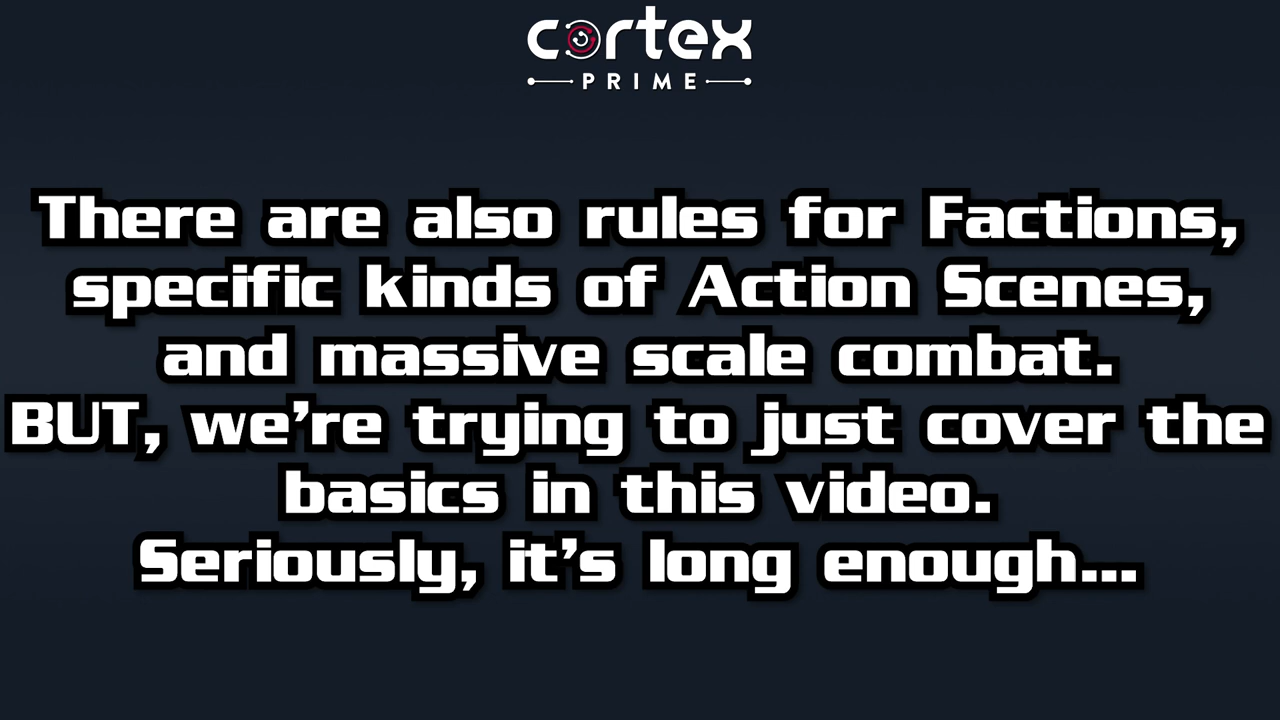 cortex
PRIME
There are also rules for Factions,
specific kinds of Action Scenes,
and massive scale combat.
BUT, we’re trying to just cover the
basics in this video.
Seriously, it’s long enough...